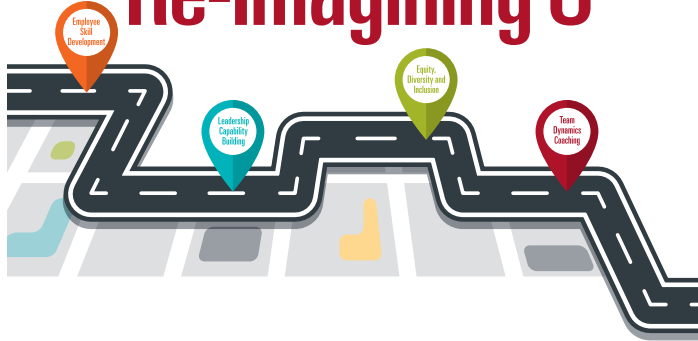 Re-Imagining
Employee
Skill
Development
Equity,
Diversity and
Inclusion
Leadership
Capability
Building
Team
Dynamics
Coaching